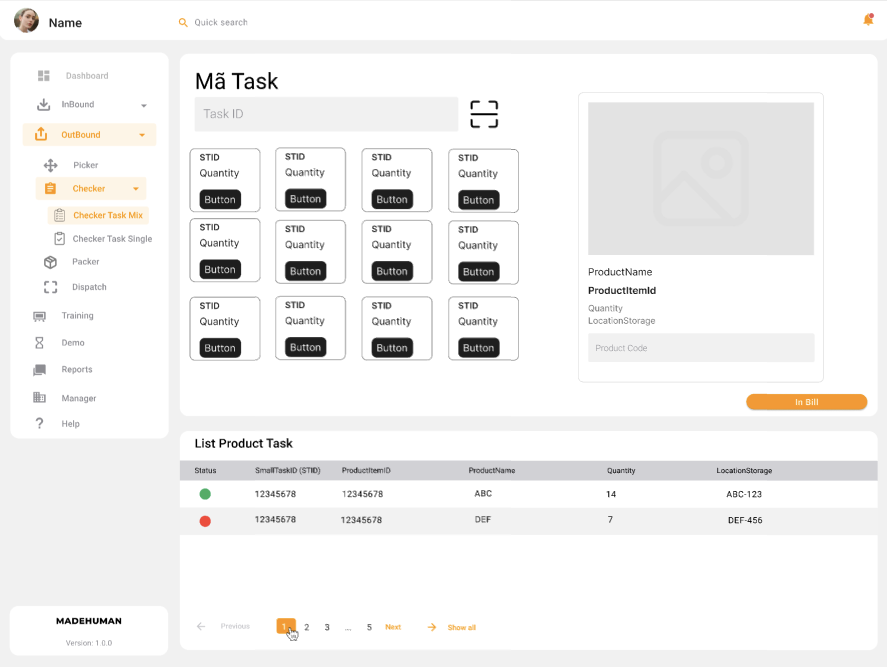 Name
Quick search
Dashboard
InBound
OutBound
Picker
Checker
Checker Task Mix
Checker Task Single
Packer
Dispatch
Training
Demo
Reports
Manager
Help
MADEHUMAN
Version: 1 0.0
Mã Task
Task ID
STID STID STID STID
Quantity Quantity Quantity Quantity
Button Button Button Button
STID STID STID STID
Quantity Quantity Quantity Quantity
Button Button Button Button
STID STID STID STID
Quantity Quantity Quantity Quantity
Button Button Button Button
ProductName
ProductItemId
Quantity
LocationStorage
Product Code
In Bill
List Product Task
Status SmallTaskID (STID) ProductItemID ProductName Quantity LocationStorage
12345678 12345678 ABC 14 ABC-123
12345678 12345678 DEF 7 DEF-456
Previous 1 2 3 ... 5 Next Show all